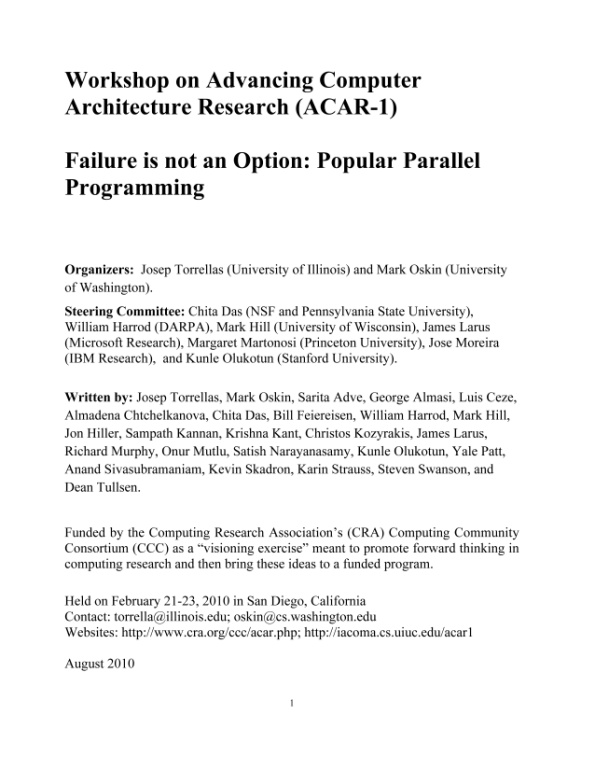 Workshop on Advancing Computer
Architecture Research (ACAR-1)
Failure is not an Option: Popular Parallel
Programming
Organizers:  Josep Torrellas (University of Illinois) and Mark Oskin (University
of Washington).
Steering Committee: Chita Das (NSF and Pennsylvania State University),
William Harrod (DARPA), Mark Hill (University of Wisconsin), James Larus
(Microsoft Research), Margaret Martonosi (Princeton University), Jose Moreira
(IBM Research),  and Kunle Olukotun (Stanford University).
Written by: Josep Torrellas, Mark Oskin, Sarita Adve, George Almasi, Luis Ceze,
Almadena Chtchelkanova, Chita Das, Bill Feiereisen, William Harrod, Mark Hill,
Jon Hiller, Sampath Kannan, Krishna Kant, Christos Kozyrakis, James Larus,
Richard Murphy, Onur Mutlu, Satish Narayanasamy, Kunle Olukotun, Yale Patt,
Anand Sivasubramaniam, Kevin Skadron, Karin Strauss, Steven Swanson, and
Dean Tullsen.
Funded by the Computing Research Association’s (CRA) Computing Community
Consortium (CCC) as a “visioning exercise” meant to promote forward thinking in
computing research and then bring these ideas to a funded program.
Held on February 21-23, 2010 in San Diego, California
Contact: torrella@illinois.edu; oskin@cs.washington.edu
Websites: http://www.cra.org/ccc/acar.php; http://iacoma.cs.uiuc.edu/acar1
August 2010
1